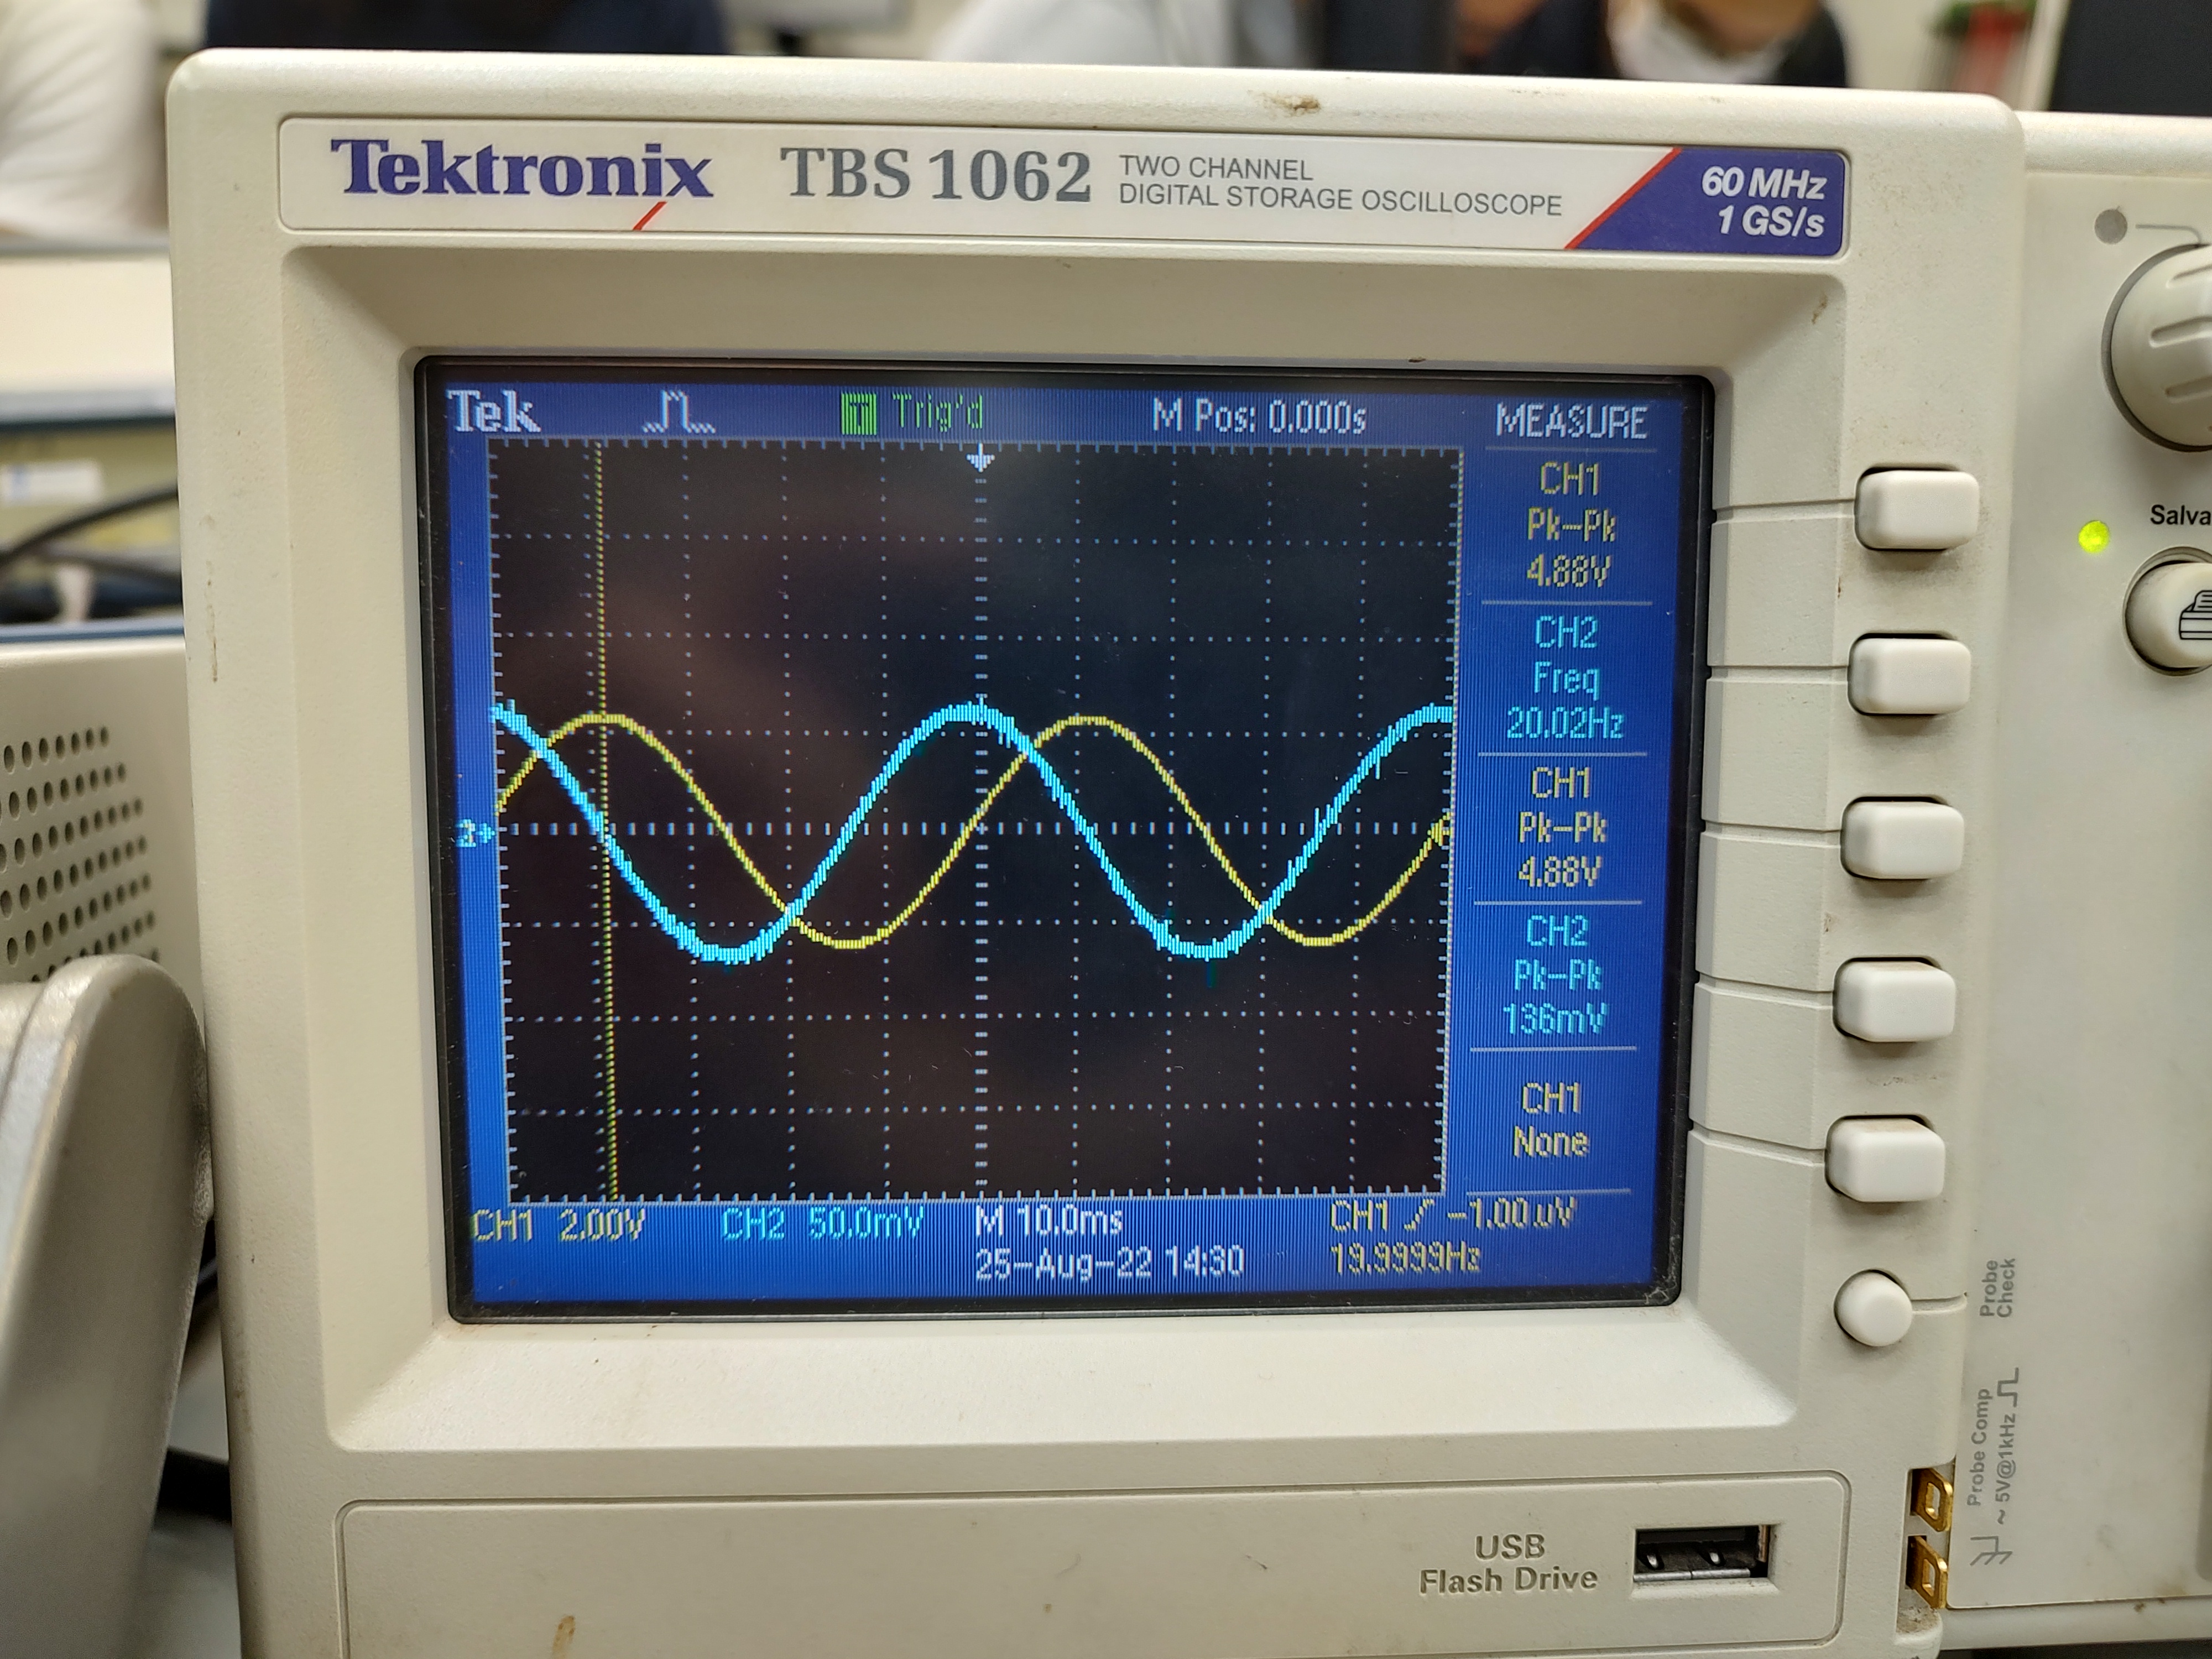 Tektronix TBS 1062 TWO CHANNEL
DIGITAL STORAGE OSCILLOSCOPE
60 MHz
1 GS/s
Tek
T Trig'd
M Pos: 0.000s
MEASURE
CH1
Pk-Pk
4.88V
CH2
Freq
20.02Hz
CH1
Pk-Pk
4.88V
CH2
Pk-Pk
136mV
CH1
None
2
CH1 2.00V
CH2 50.0mV
M 10.0ms
CH1 -1.00uV
25-Aug-22 14:30
19.9999Hz
Salva
Probe
Check
Probe Comp
~ 5V@1kHz
USB
Flash Drive